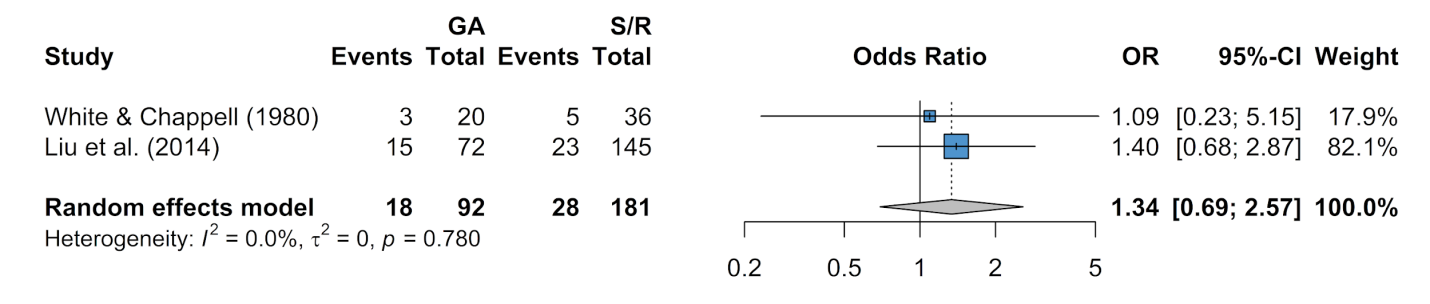 GA S/R
Study Events Total Events Total Odds Ratio OR 95%-CI Weight
White & Chappell (1980) 3 20 5 36 1.09 [0.23; 5.15] 17.9%
Liu et al. (2014) 15 72 23 145 1.40 [0.68; 2.87] 82.1%
Random effects model 18 92 28 181 1.34 [0.69; 2.57] 100.0%
Heterogeneity: I² = 0.0%, τ² = 0, p = 0.780
0.2 0.5 1 2 5